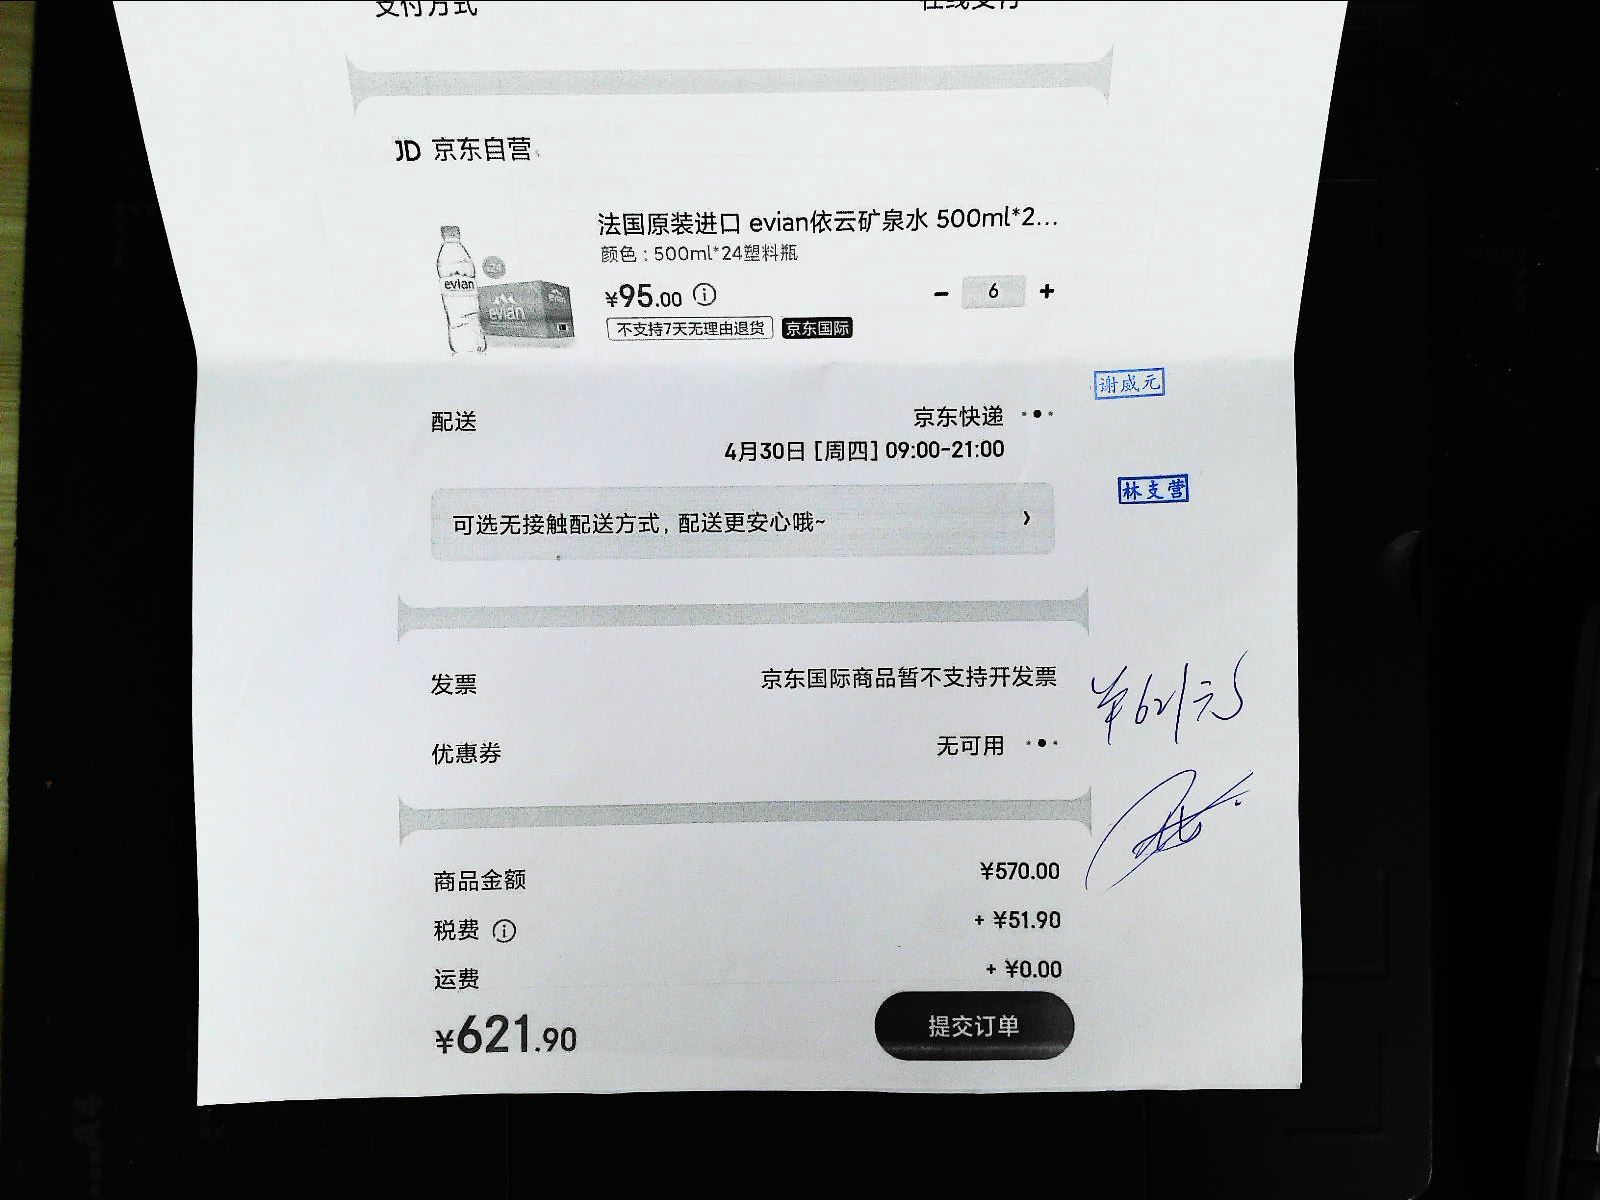 支付方式 在线支付
JD 京东自营
法国原装进口 evian依云矿泉水 500ml*2...
颜色：500ml*24塑料瓶
evian
evian
¥95.00
− 6 +
不支持7天无理由退货 京东国际
谢威元
配送 京东快递
4月30日 [周四] 09:00-21:00
林支营
可选无接触配送方式，配送更安心哦~ ›
发票 京东国际商品暂不支持开发票
¥621元
优惠券 无可用
商品金额 ¥570.00
税费 + ¥51.90
运费 + ¥0.00
¥621.90 提交订单